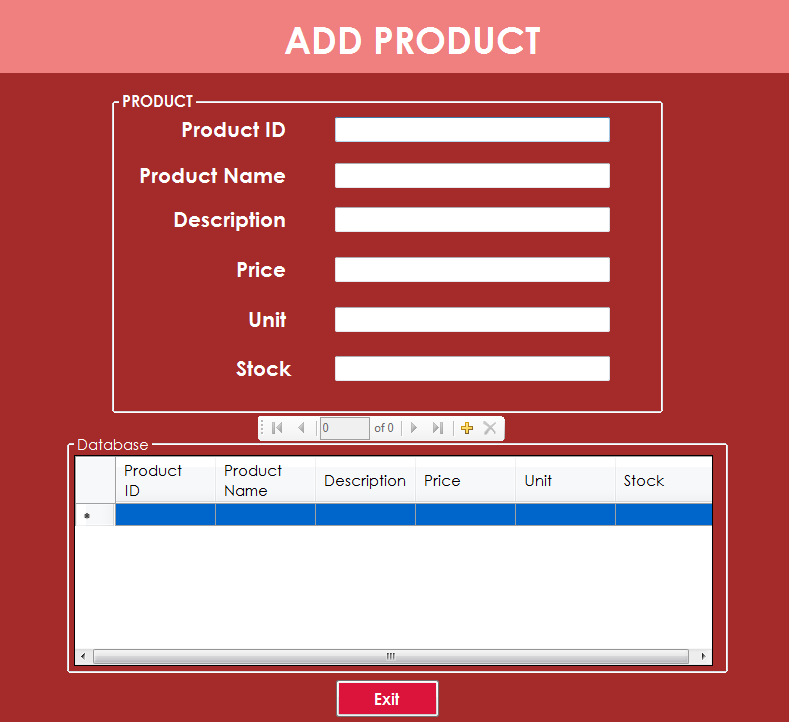 ADD PRODUCT
PRODUCT
Product ID
Product Name
Description
Price
Unit
Stock
0 of 0
Database
Product ID
Product Name
Description
Price
Unit
Stock
*
Exit